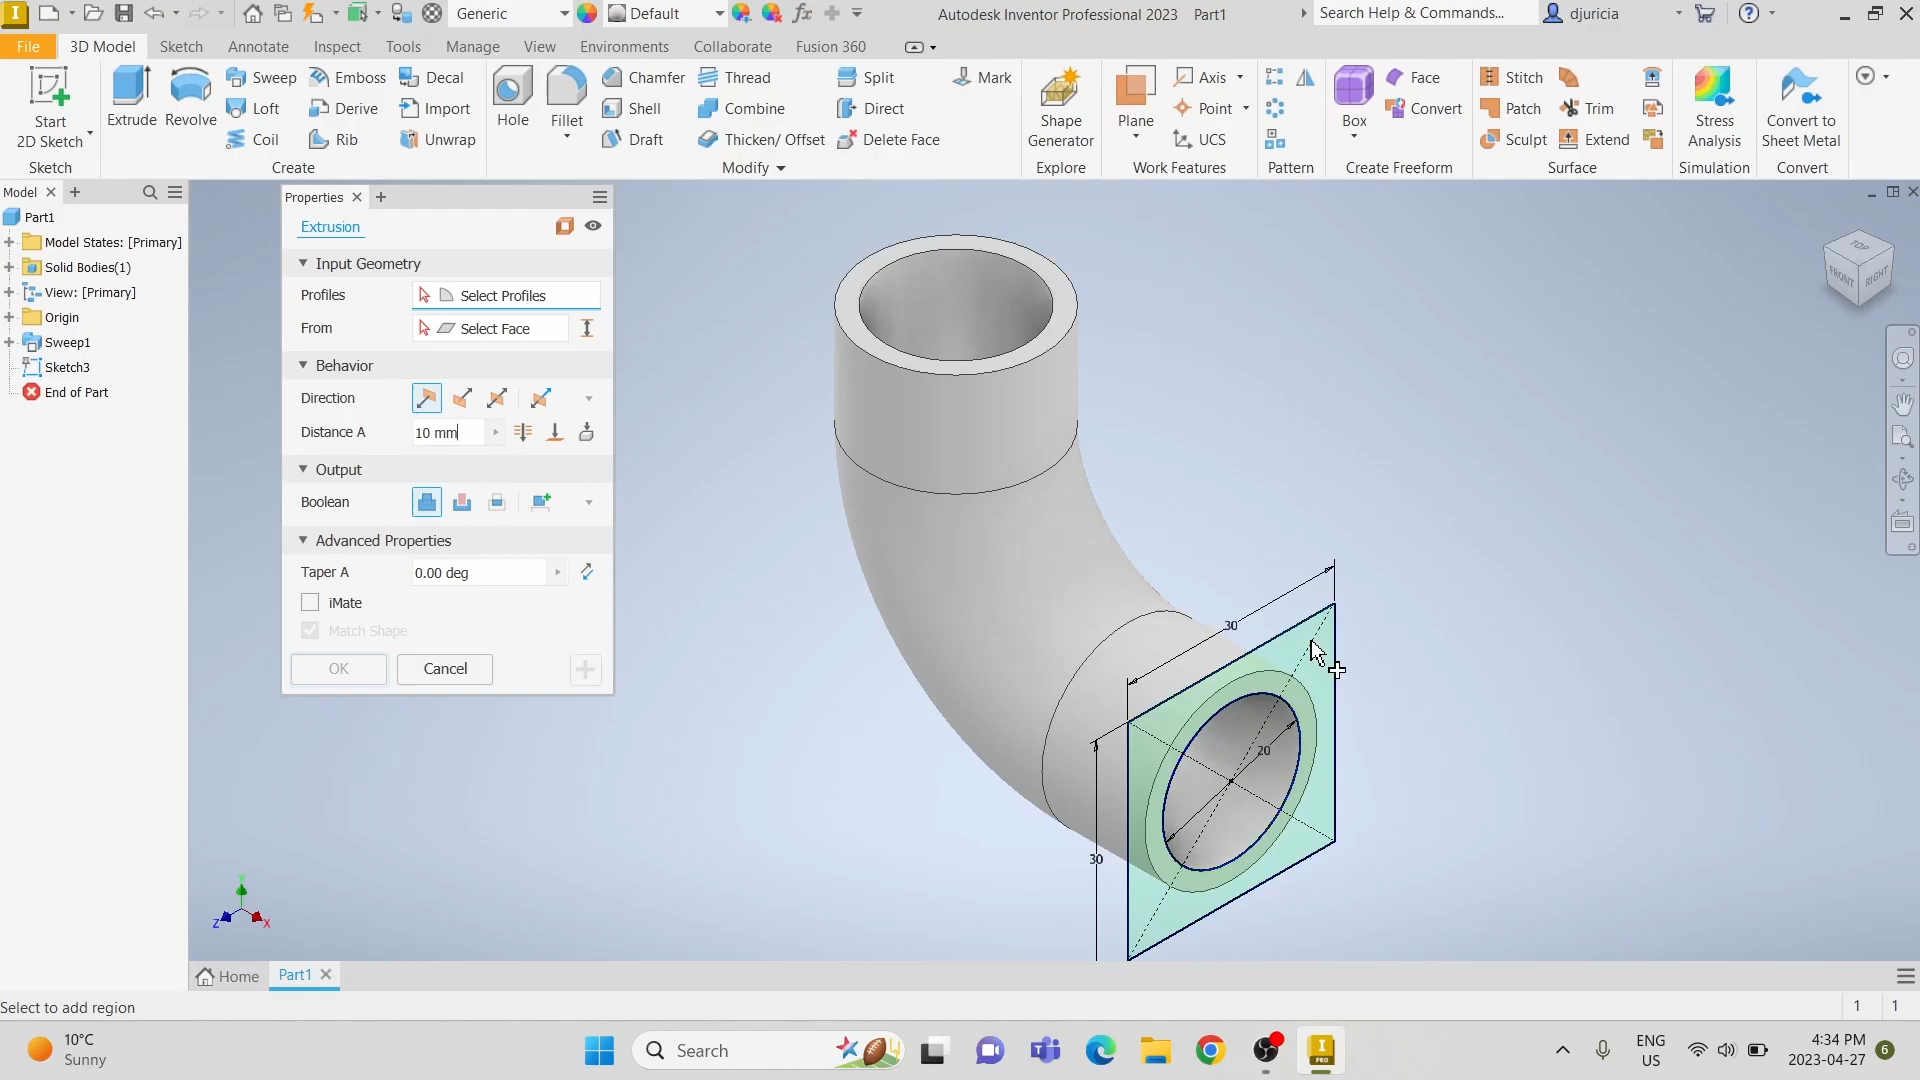 Generic
Default
Autodesk Inventor Professional 2023 Part1
Search Help & Commands...
djuricia
File
3D Model
Sketch
Annotate
Inspect
Tools
Manage
View
Environments
Collaborate
Fusion 360
Start
2D Sketch
Sketch
Extrude
Revolve
Sweep
Emboss
Decal
Loft
Derive
Import
Coil
Rib
Unwrap
Create
Hole
Fillet
Chamfer
Thread
Split
Mark
Shell
Combine
Direct
Draft
Thicken/ Offset
Delete Face
Modify
Shape
Generator
Explore
Plane
Axis
Point
UCS
Work Features
Pattern
Box
Face
Convert
Create Freeform
Stitch
Patch
Trim
Sculpt
Extend
Surface
Stress
Analysis
Simulation
Convert to
Sheet Metal
Convert
Model
Part1
Model States: [Primary]
Solid Bodies(1)
View: [Primary]
Origin
Sweep1
Sketch3
End of Part
Properties
Extrusion
Input Geometry
Profiles Select Profiles
From Select Face
Behavior
Direction
Distance A 10 mm
Output
Boolean
Advanced Properties
Taper A 0.00 deg
iMate
Match Shape
OK Cancel
TOP
FRONT
RIGHT
30
20
30
Y
Z
X
Home
Part1
Select to add region
1 1
10°C
Sunny
Search
I
PRO
ENG
US
4:34 PM
2023-04-27
6